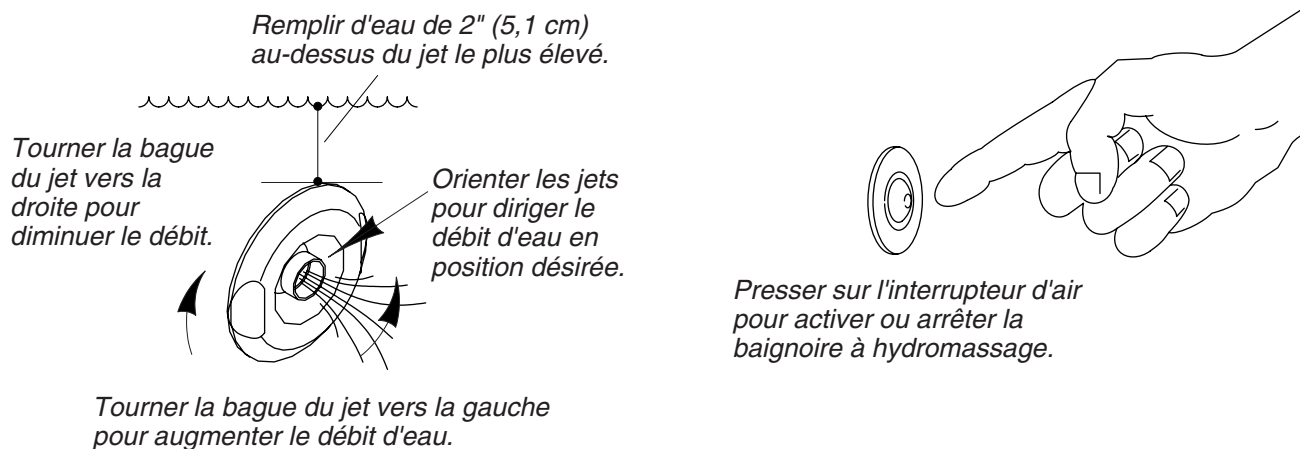 Remplir d'eau de 2" (5,1 cm)
au-dessus du jet le plus élevé.
Tourner la bague
du jet vers la
droite pour
diminuer le débit.
Orienter les jets
pour diriger le
débit d'eau en
position désirée.
Tourner la bague du jet vers la gauche
pour augmenter le débit d'eau.
Presser sur l'interrupteur d'air
pour activer ou arrêter la
baignoire à hydromassage.